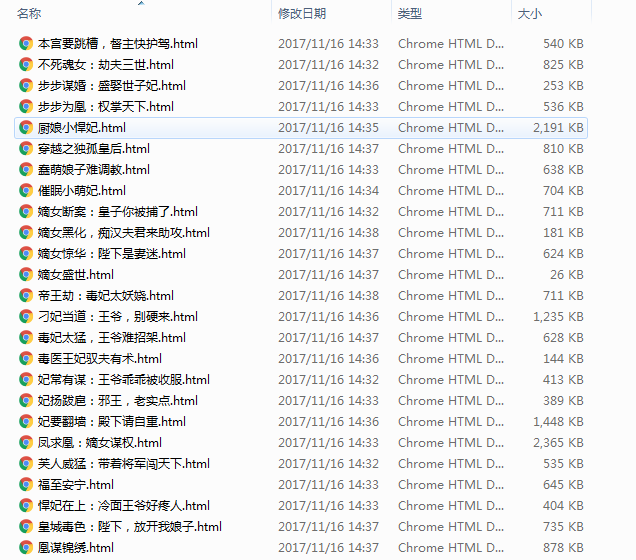 名称 修改日期 类型 大小
本宫要跳槽，督主快护驾.html 2017/11/16 14:33 Chrome HTML D... 540 KB
不死魂女：劫夫三世.html 2017/11/16 14:32 Chrome HTML D... 825 KB
步步谋婚：盛娶世子妃.html 2017/11/16 14:36 Chrome HTML D... 253 KB
步步为凰：权掌天下.html 2017/11/16 14:33 Chrome HTML D... 536 KB
厨娘小悍妃.html 2017/11/16 14:35 Chrome HTML D... 2,191 KB
穿越之独孤皇后.html 2017/11/16 14:37 Chrome HTML D... 810 KB
蠢萌娘子难调教.html 2017/11/16 14:33 Chrome HTML D... 638 KB
催眠小萌妃.html 2017/11/16 14:34 Chrome HTML D... 704 KB
嫡女断案：皇子你被捕了.html 2017/11/16 14:32 Chrome HTML D... 711 KB
嫡女黑化，痴汉夫君来助攻.html 2017/11/16 14:38 Chrome HTML D... 181 KB
嫡女惊华：陛下是妻迷.html 2017/11/16 14:37 Chrome HTML D... 624 KB
嫡女盛世.html 2017/11/16 14:37 Chrome HTML D... 26 KB
帝王劫：毒妃太妖娆.html 2017/11/16 14:38 Chrome HTML D... 711 KB
刁妃当道：王爷，别硬来.html 2017/11/16 14:36 Chrome HTML D... 1,235 KB
毒妃太猛，王爷难招架.html 2017/11/16 14:37 Chrome HTML D... 628 KB
毒医王妃驭夫有术.html 2017/11/16 14:36 Chrome HTML D... 144 KB
妃常有谋：王爷乖乖被收服.html 2017/11/16 14:32 Chrome HTML D... 413 KB
妃扬跋扈：邪王，老实点.html 2017/11/16 14:33 Chrome HTML D... 389 KB
妃要翻墙：殿下请自重.html 2017/11/16 14:36 Chrome HTML D... 1,448 KB
凤求凰：嫡女谋权.html 2017/11/16 14:33 Chrome HTML D... 2,365 KB
芙人威猛：带着将军闯天下.html 2017/11/16 14:32 Chrome HTML D... 535 KB
福至安宁.html 2017/11/16 14:33 Chrome HTML D... 645 KB
悍妃在上：冷面王爷好疼人.html 2017/11/16 14:33 Chrome HTML D... 404 KB
皇城毒色：陛下，放开我娘子.html 2017/11/16 14:37 Chrome HTML D... 735 KB
凰谋锦绣.html 2017/11/16 14:37 Chrome HTML D... 878 KB